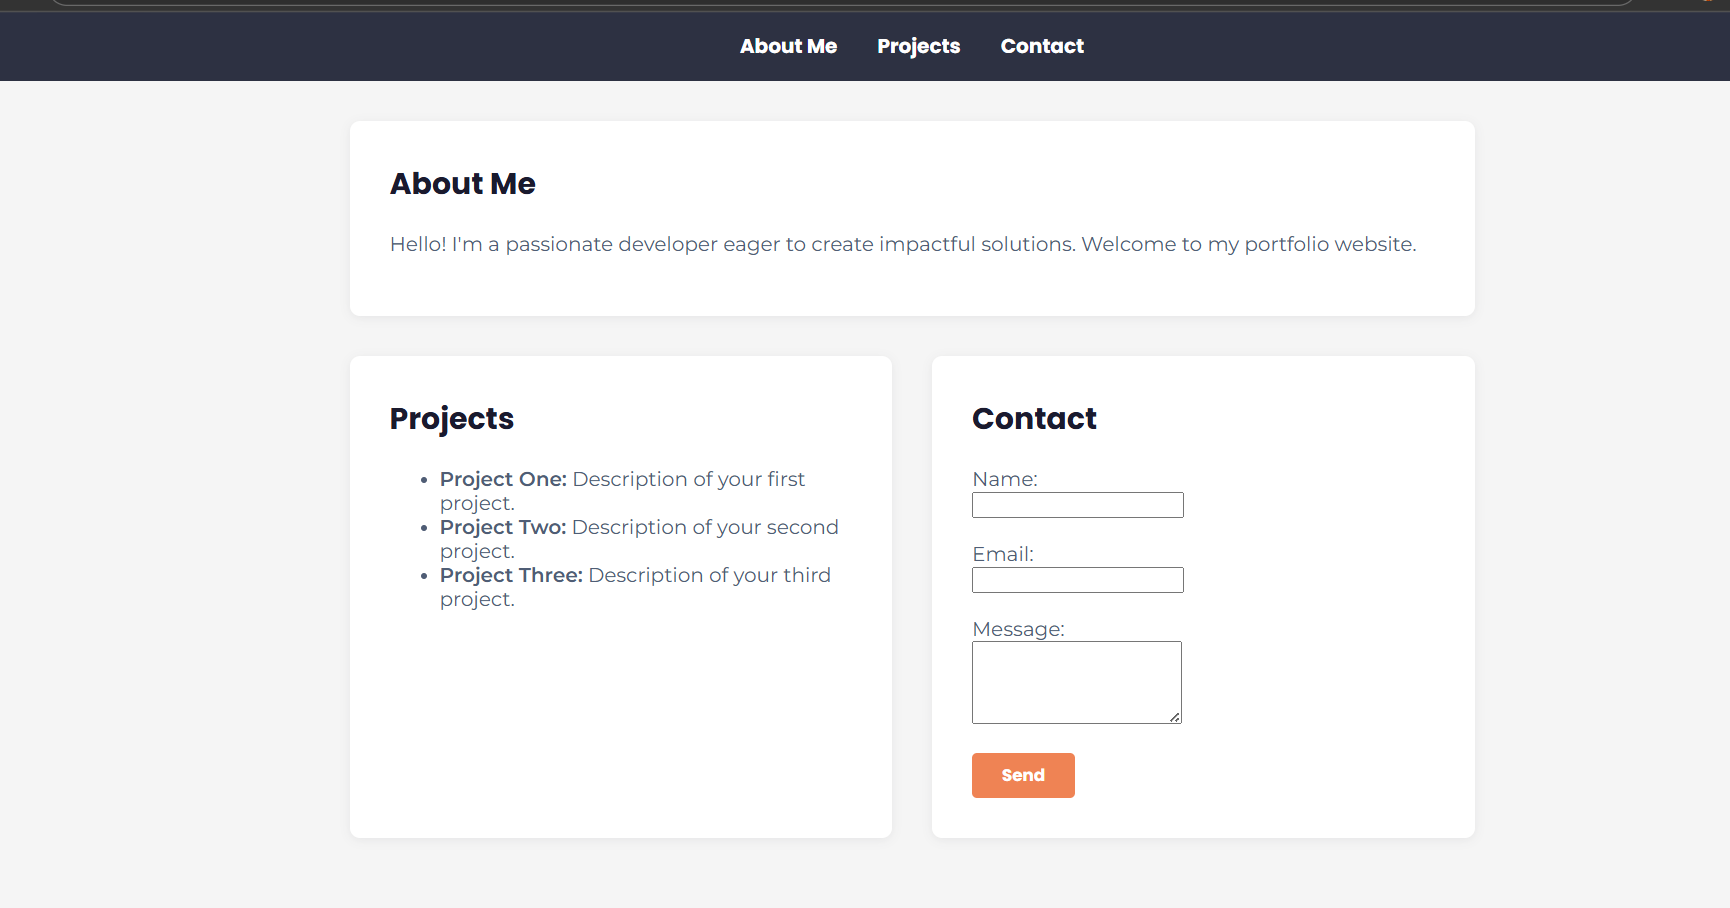 About Me Projects Contact
About Me
Hello! I'm a passionate developer eager to create impactful solutions. Welcome to my portfolio website.
Projects
Project One: Description of your first
project.
Project Two: Description of your second
project.
Project Three: Description of your third
project.
Contact
Name:
Email:
Message:
Send